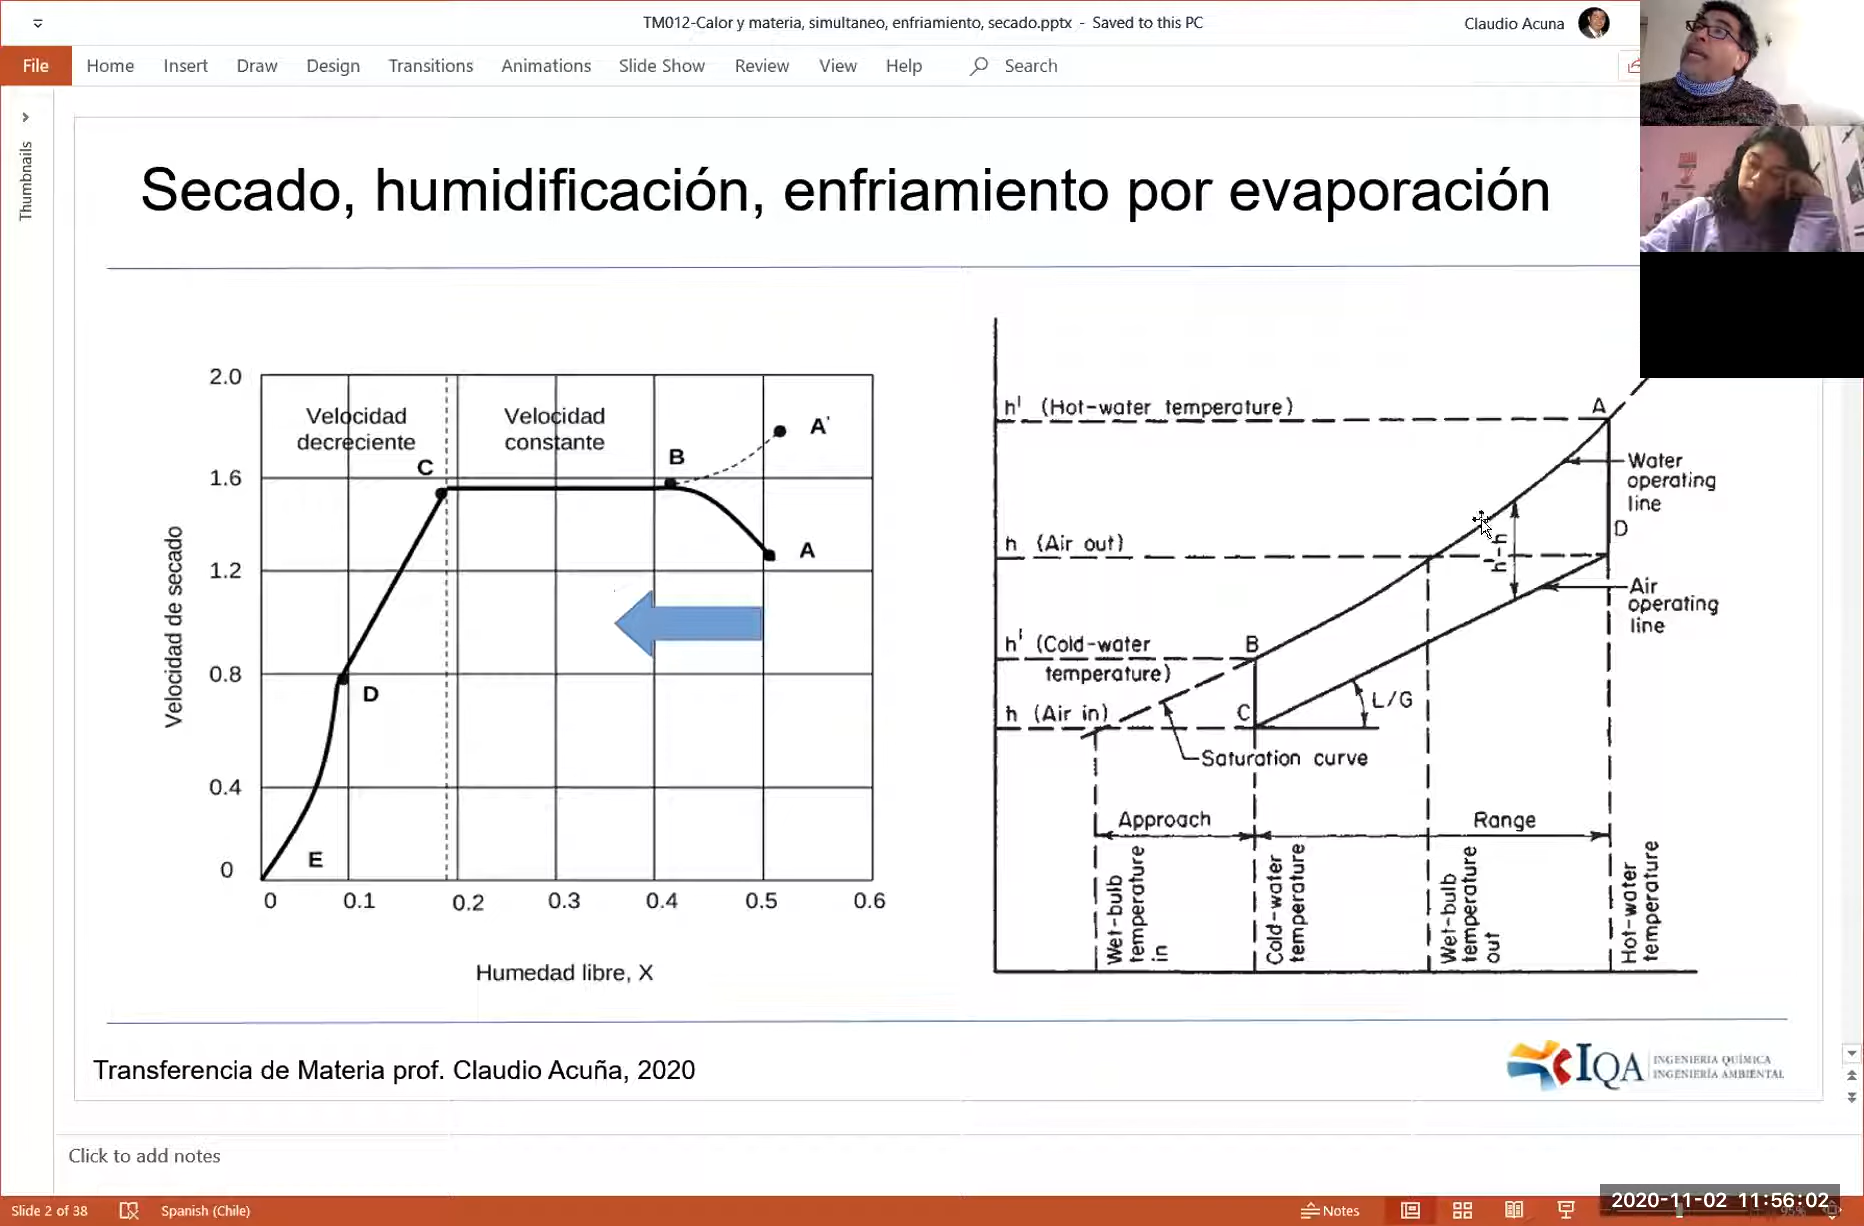 TM012-Calor y materia, simultaneo, enfriamiento, secado.pptx - Saved to this PC
Claudio Acuna
File Home Insert Draw Design Transitions Animations Slide Show Review View Help Search
Thumbnails
Secado, humidificación, enfriamiento por evaporación
Velocidad de secado
2.0
1.6
1.2
0.8
0.4
0
Velocidad
decreciente
Velocidad
constante
A'
B
C
A
D
E
0 0.1 0.2 0.3 0.4 0.5 0.6
Humedad libre, X
h' (Hot-water temperature)
A
Water
operating
line
D
h (Air out)
h'-h
Air
operating
line
h' (Cold-water
temperature)
B
h (Air in)
C
L/G
Saturation curve
Approach
Range
Wet-bulb
temperature
in
Cold-water
temperature
Wet-bulb
temperature
out
Hot-water
temperature
Transferencia de Materia prof. Claudio Acuña, 2020
IQA
INGENIERÍA QUÍMICA
INGENIERÍA AMBIENTAL
Click to add notes
Slide 2 of 38
Spanish (Chile)
Notes
2020-11-02 11:56:02